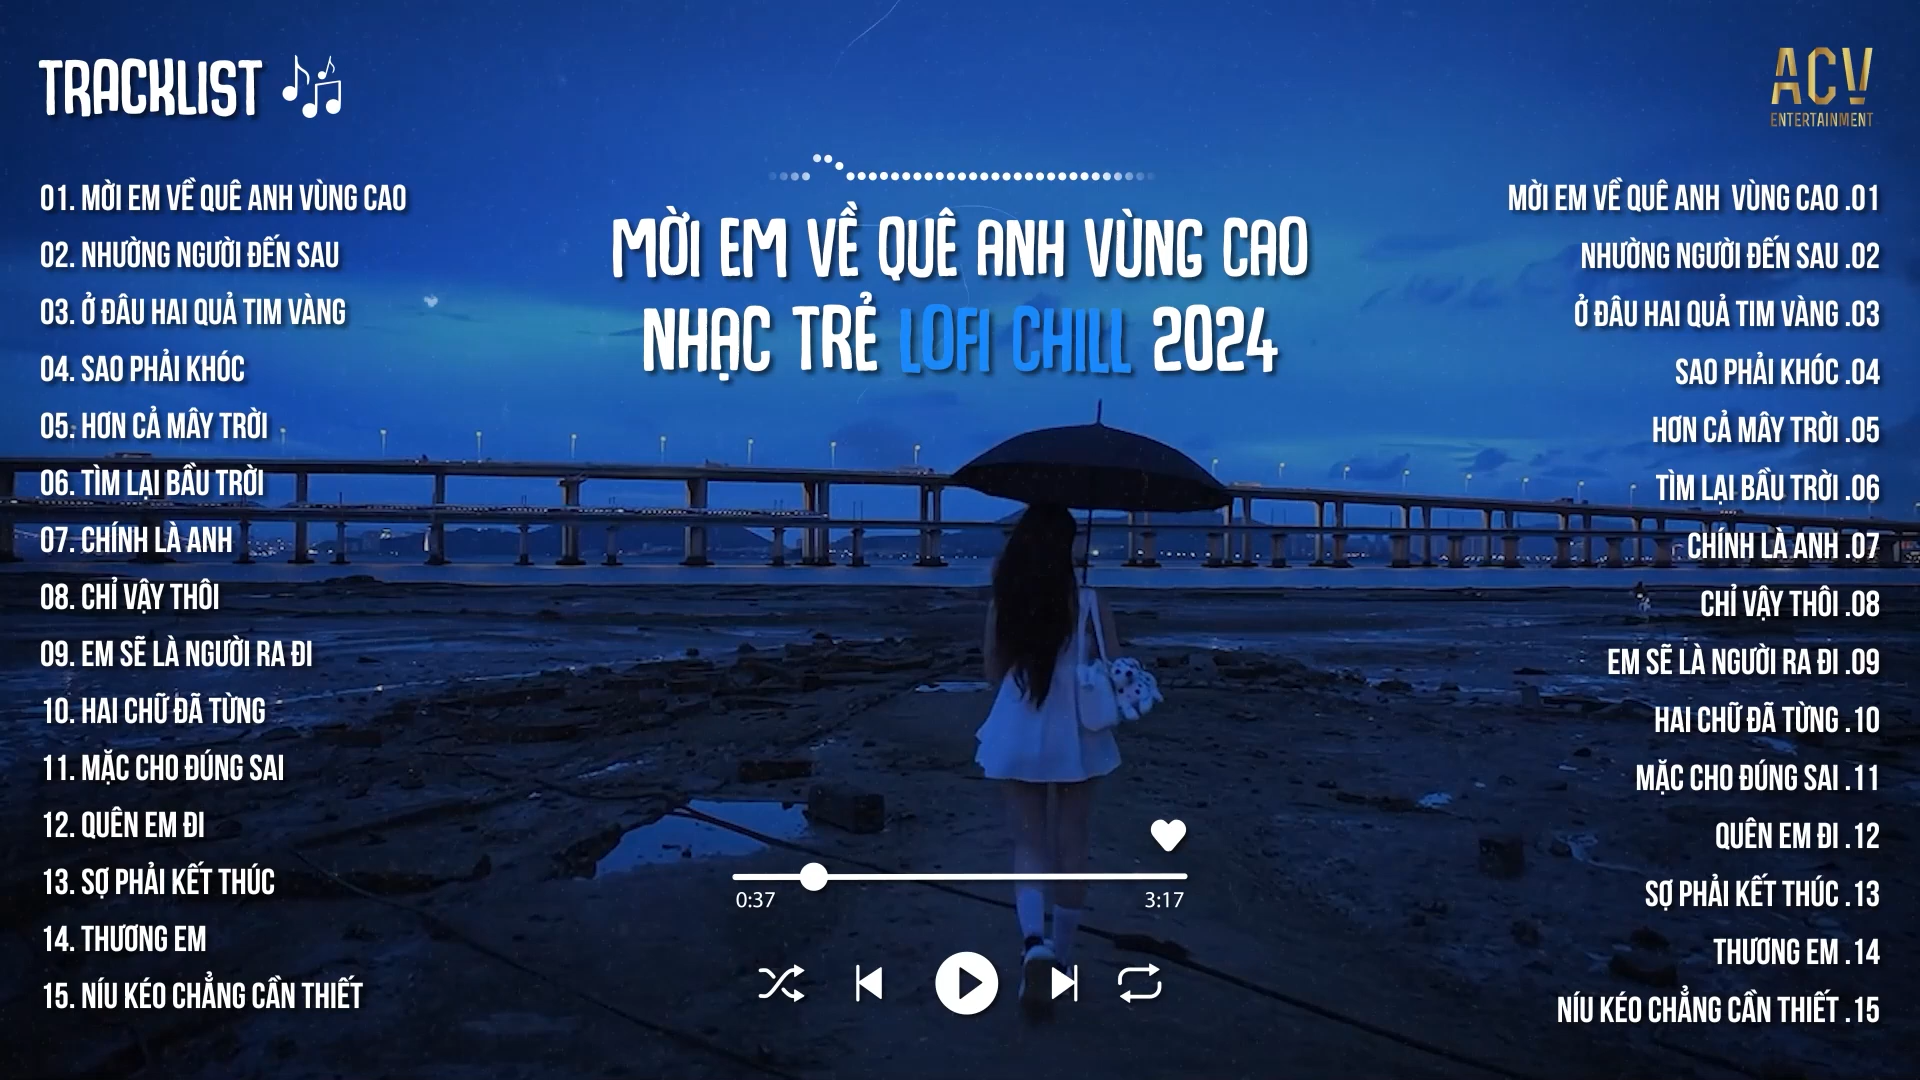 TRACKLIST
ACV
ENTERTAINMENT
01. MỜI EM VỀ QUÊ ANH VÙNG CAO
02. NHƯỜNG NGƯỜI ĐẾN SAU
03. Ở ĐÂU HAI QUẢ TIM VÀNG
04. SAO PHẢI KHÓC
05. HƠN CẢ MÂY TRỜI
06. TÌM LẠI BẦU TRỜI
07. CHÍNH LÀ ANH
08. CHỈ VẬY THÔI
09. EM SẼ LÀ NGƯỜI RA ĐI
10. HAI CHỮ ĐÃ TỪNG
11. MẶC CHO ĐÚNG SAI
12. QUÊN EM ĐI
13. SỢ PHẢI KẾT THÚC
14. THƯƠNG EM
15. NÍU KÉO CHẲNG CẦN THIẾT
MỜI EM VỀ QUÊ ANH VÙNG CAO
NHẠC TRẺ LOFI CHILL 2024
0:37
3:17
MỜI EM VỀ QUÊ ANH VÙNG CAO .01
NHƯỜNG NGƯỜI ĐẾN SAU .02
Ở ĐÂU HAI QUẢ TIM VÀNG .03
SAO PHẢI KHÓC .04
HƠN CẢ MÂY TRỜI .05
TÌM LẠI BẦU TRỜI .06
CHÍNH LÀ ANH .07
CHỈ VẬY THÔI .08
EM SẼ LÀ NGƯỜI RA ĐI .09
HAI CHỮ ĐÃ TỪNG .10
MẶC CHO ĐÚNG SAI .11
QUÊN EM ĐI .12
SỢ PHẢI KẾT THÚC .13
THƯƠNG EM .14
NÍU KÉO CHẲNG CẦN THIẾT .15